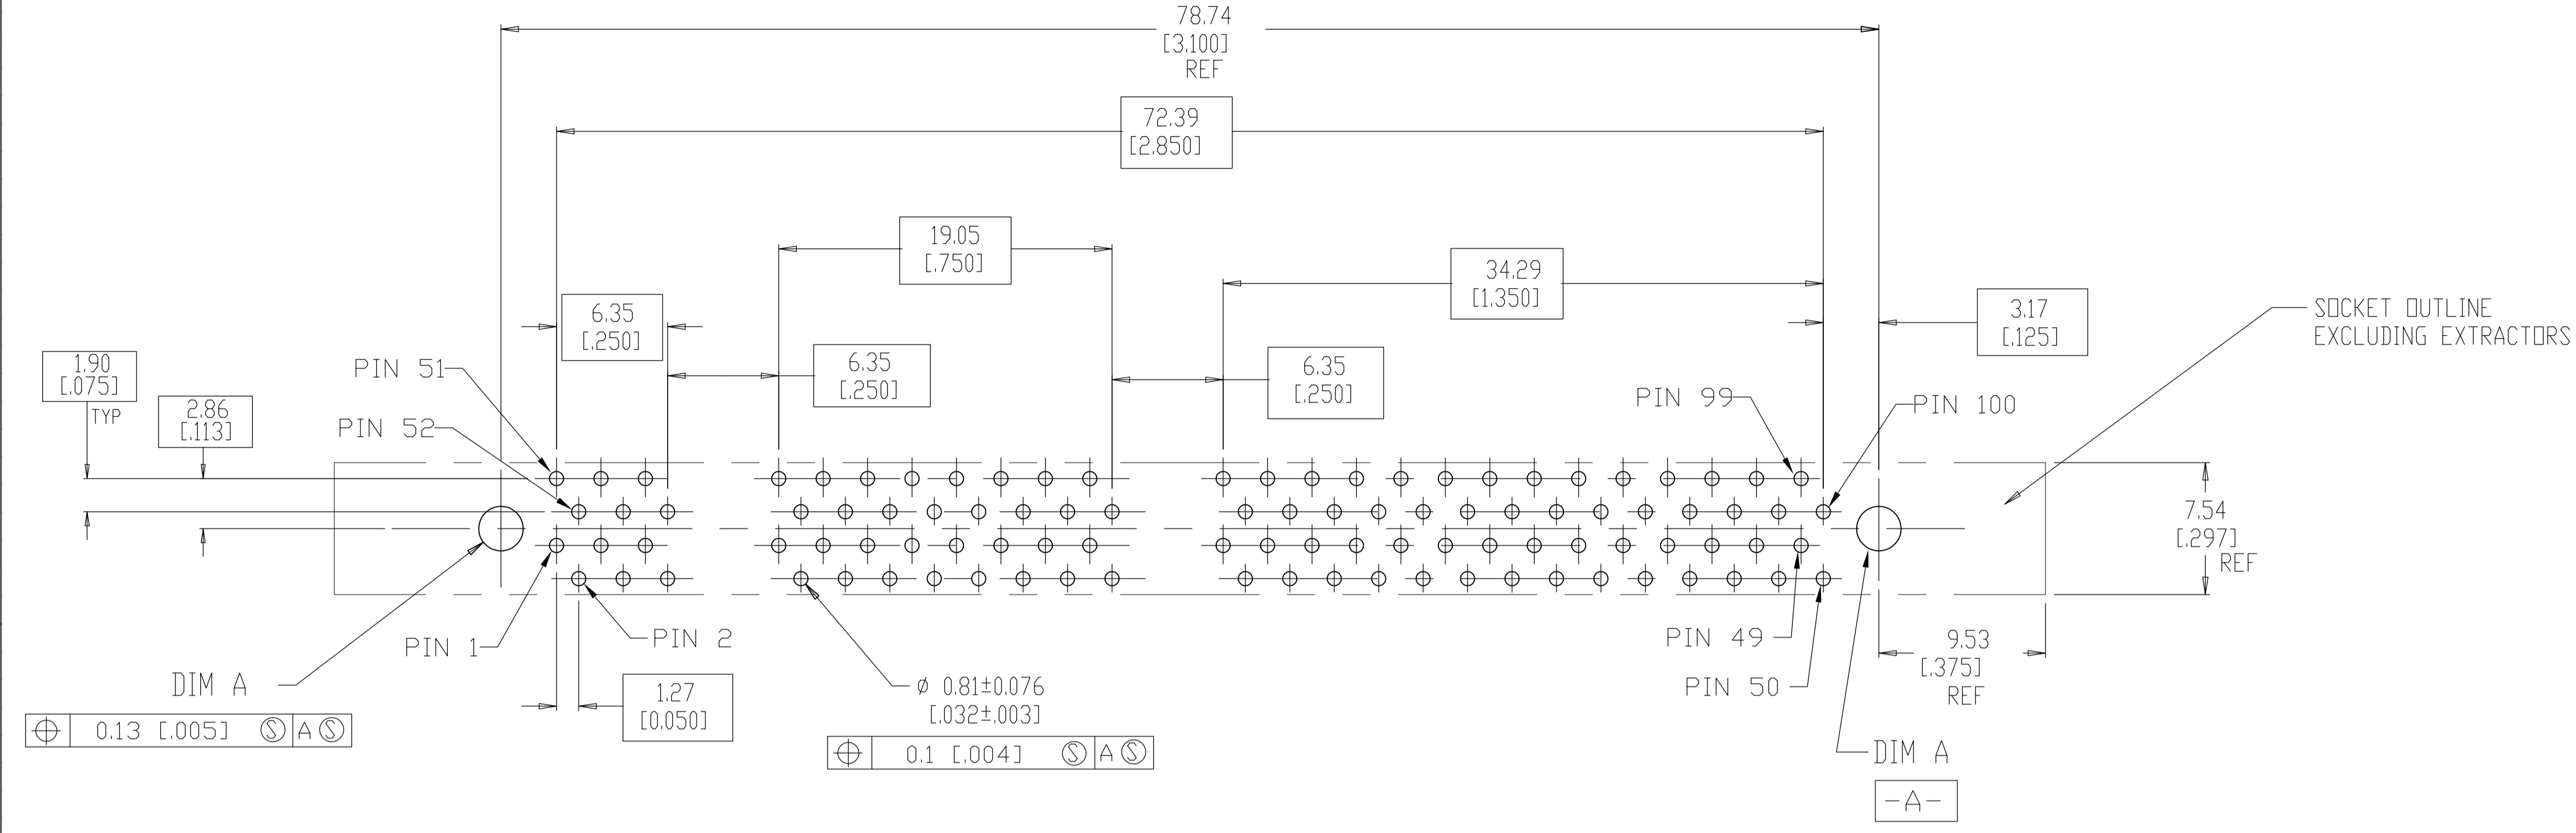 78.74
[3.100]
REF
72.39
[2.850]
19.05
[.750]
34.29
[1.350]
6.35
[.250]
3.17
[.125]
SOCKET OUTLINE
EXCLUDING EXTRACTORS
1.90
[.075]
TYP
PIN 51
6.35
[.250]
6.35
[.250]
2.86
[.113]
PIN 52
PIN 99
PIN 100
7.54
[.297]
REF
PIN 1
PIN 2
PIN 49
9.53
[.375]
REF
DIM A
0.13 [.005] Ⓢ A Ⓢ
1.27
[0.050]
Ø 0.81±0.076
[.032±.003]
0.1 [.004] Ⓢ A Ⓢ
PIN 50
DIM A
-A-